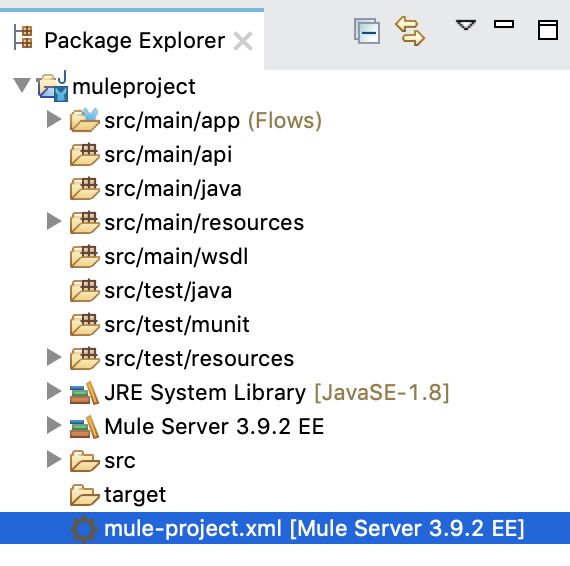 Package Explorer
muleproject
src/main/app (Flows)
src/main/api
src/main/java
src/main/resources
src/main/wsdl
src/test/java
src/test/munit
src/test/resources
JRE System Library [JavaSE-1.8]
Mule Server 3.9.2 EE
src
target
mule-project.xml [Mule Server 3.9.2 EE]